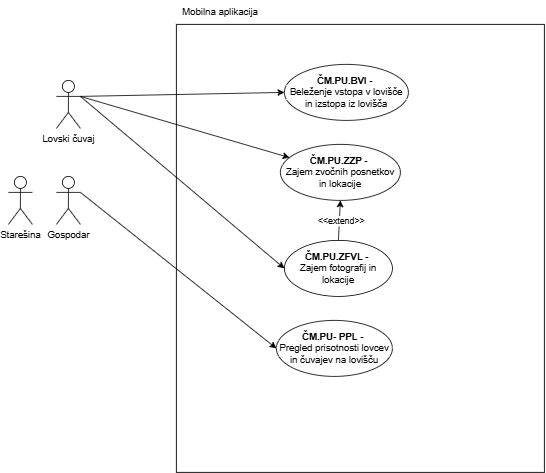 Mobilna aplikacija
ČM.PU.BVI -
Beleženje vstopa v lovišče
in izstopa iz lovišča
Lovski čuvaj
ČM.PU.ZZP -
Zajem zvočnih posnetkov
in lokacije
<<extend>>
Starešina
Gospodar
ČM.PU.ZFVL -
Zajem fotografij in
lokacije
ČM.PU- PPL -
Pregled prisotnosti lovcev
in čuvajev na lovišču